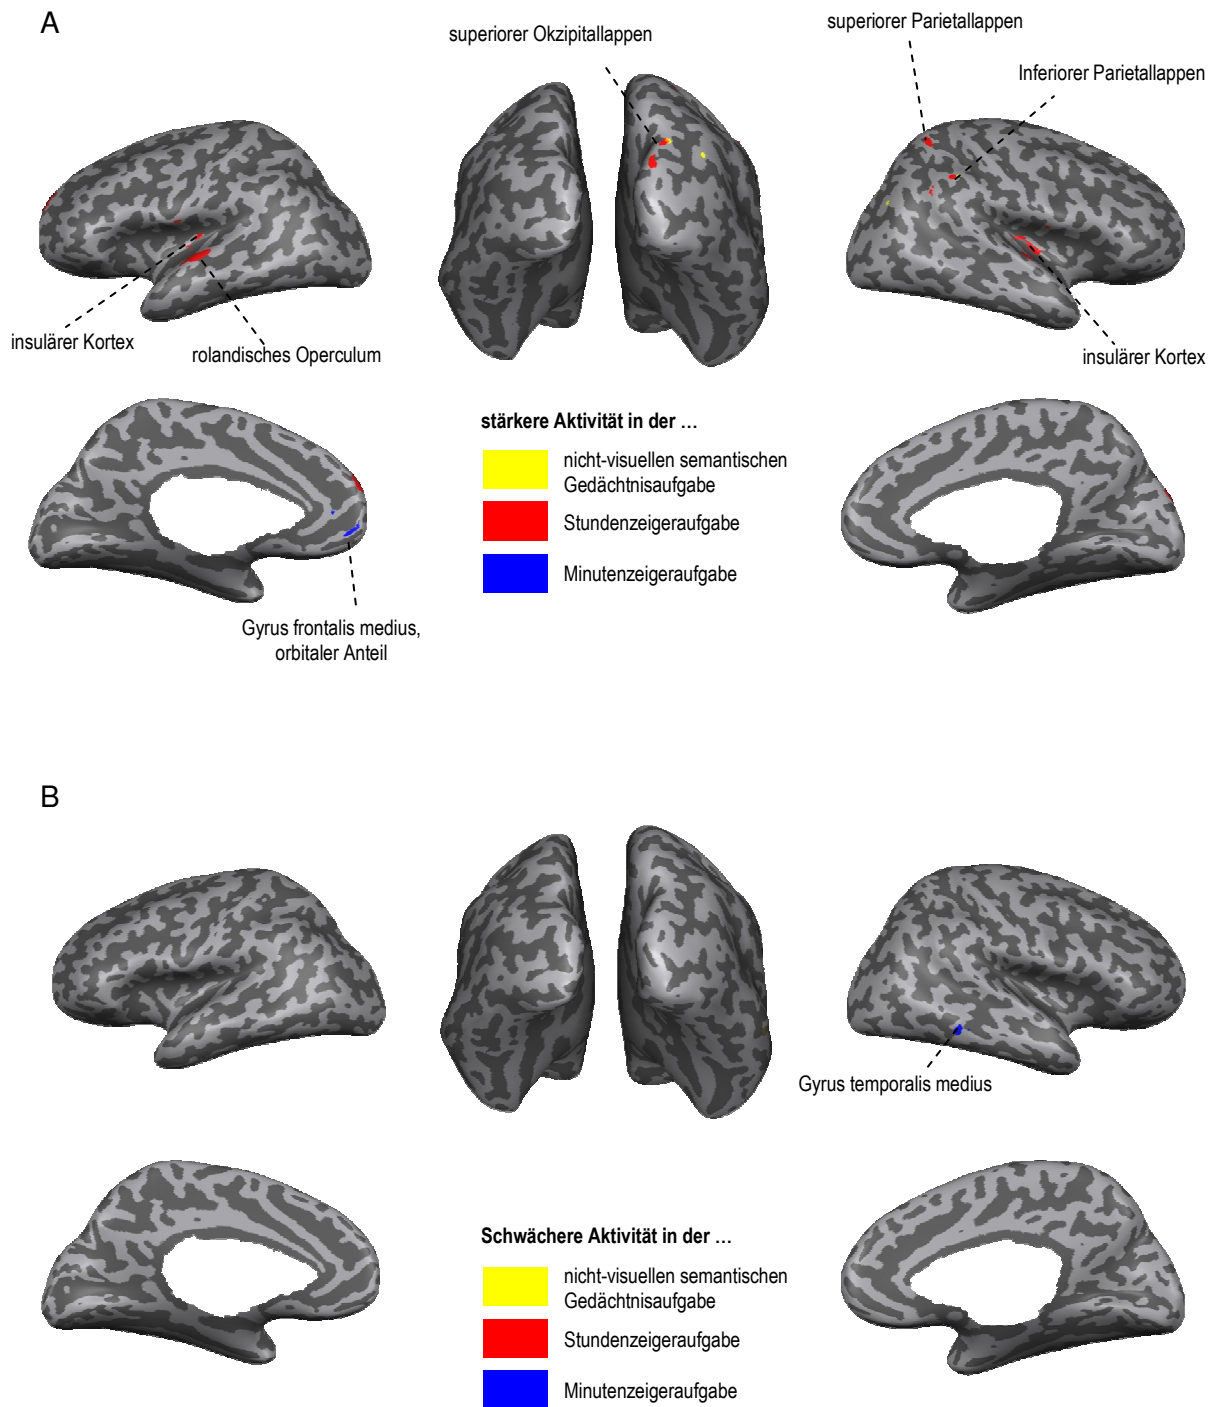 A
superiorer Okzipitallappen
superiorer Parietallappen
Inferiorer Parietallappen
insulärer Kortex
rolandisches Operculum
insulärer Kortex
stärkere Aktivität in der ...
nicht-visuellen semantischen
Gedächtnisaufgabe
Stundenzeigeraufgabe
Minutenzeigeraufgabe
Gyrus frontalis medius,
orbitaler Anteil
B
Gyrus temporalis medius
Schwächere Aktivität in der ...
nicht-visuellen semantischen
Gedächtnisaufgabe
Stundenzeigeraufgabe
Minutenzeigeraufgabe